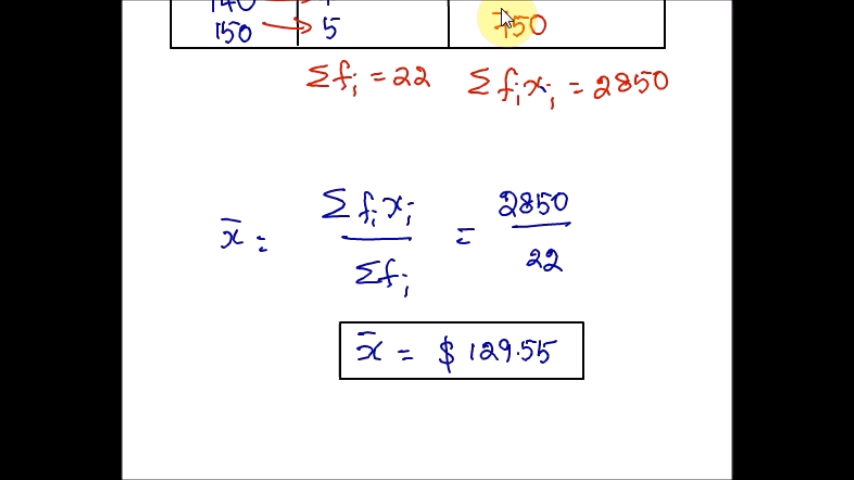 150 → 5 750
Σfᵢ = 22 Σfᵢxᵢ = 2850
x̄ = Σfᵢxᵢ / Σfᵢ = 2850 / 22
x̄ = $129.55